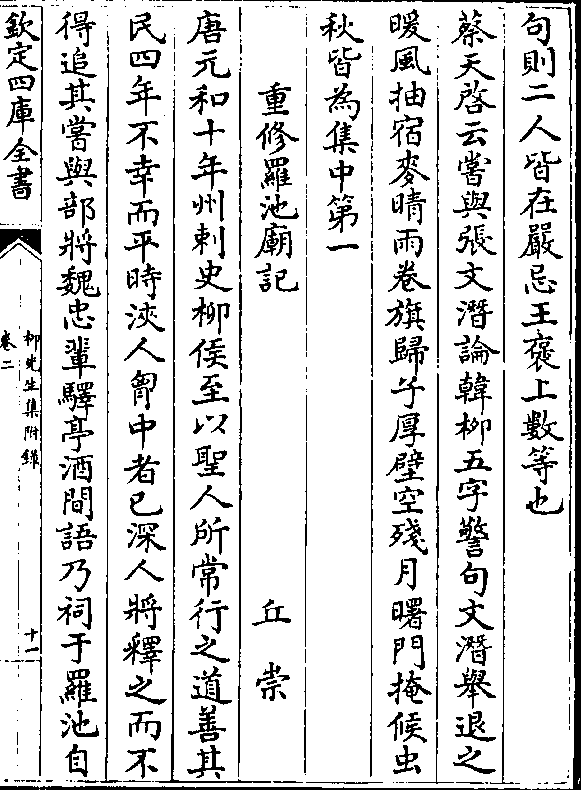 句則二人皆在嚴忌王襃上數等也
蔡天啓云嘗與張文潛論韓柳五字警句文潛舉退之
暖風抽宿麥晴雨卷旗歸子厚壁空殘月曙門掩候虫
秋皆為集中第一
重修羅池廟記
丘崇
唐元和十年州刺史柳侯至以聖人所常行之道善其
民四年不幸而平時浹人胷中者已深人將釋之而不
得追其嘗與部將魏忠輩驛亭酒間語乃祠于羅池自
欽定四庫全書
柳先生集附錄
卷二
十一